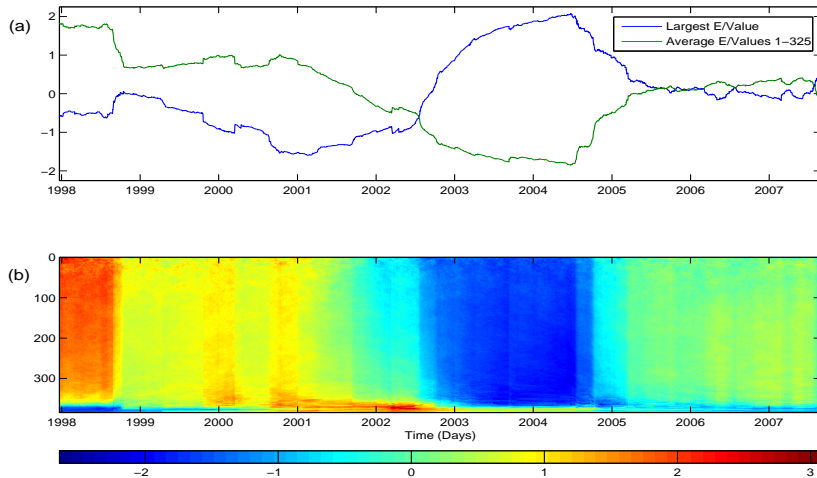 (a)
2
1
0
−1
−2
Largest E/Value
Average E/Values 1−325
1998 1999 2000 2001 2002 2003 2004 2005 2006 2007
(b)
0
100
200
300
1998 1999 2000 2001 2002 2003 2004 2005 2006 2007
Time (Days)
−2 −1 0 1 2 3